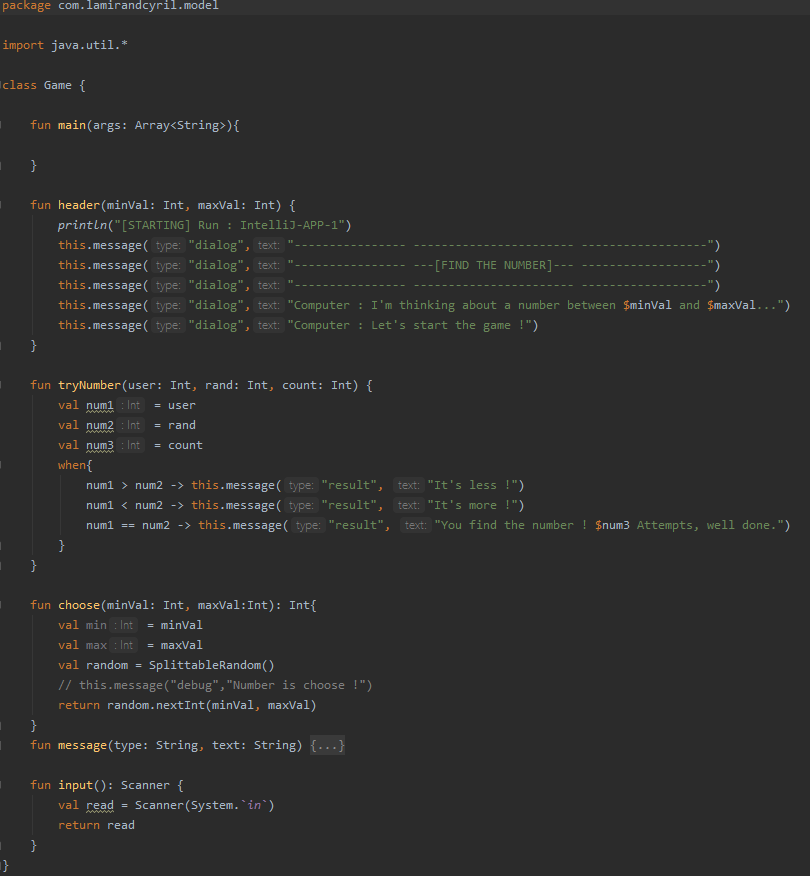 package com.lamirandcyril.model
import java.util.*
class Game {
fun main(args: Array<String>){
}
fun header(minVal: Int, maxVal: Int) {
println("[STARTING] Run : IntelliJ-APP-1")
this.message( type: "dialog", text: "---------------- ------------------------ ------------------")
this.message( type: "dialog", text: "---------------- ---[FIND THE NUMBER]--- ------------------")
this.message( type: "dialog", text: "---------------- ------------------------ ------------------")
this.message( type: "dialog", text: "Computer : I'm thinking about a number between $minVal and $maxVal...")
this.message( type: "dialog", text: "Computer : Let's start the game !")
}
fun tryNumber(user: Int, rand: Int, count: Int) {
val num1 : Int = user
val num2 : Int = rand
val num3 : Int = count
when{
num1 > num2 -> this.message( type: "result", text: "It's less !")
num1 < num2 -> this.message( type: "result", text: "It's more !")
num1 == num2 -> this.message( type: "result", text: "You find the number ! $num3 Attempts, well done.")
}
}
fun choose(minVal: Int, maxVal:Int): Int{
val min : Int = minVal
val max : Int = maxVal
val random = SplittableRandom()
// this.message("debug","Number is choose !")
return random.nextInt(minVal, maxVal)
}
fun message(type: String, text: String) {...}
fun input(): Scanner {
val read = Scanner(System.`in`)
return read
}
}